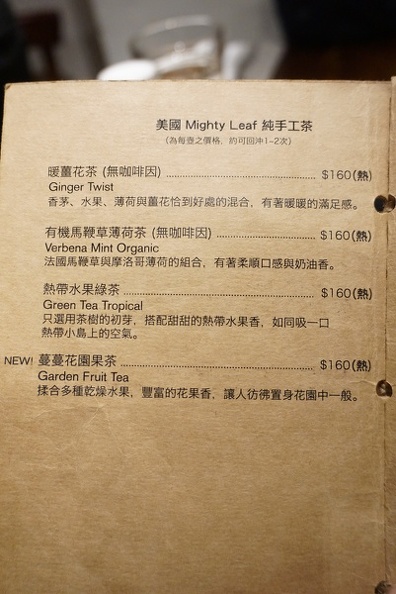 美國 Mighty Leaf 純手工茶
(為每壺之價格, 約可回沖1-2次)
暖薑花茶 (無咖啡因) $160(熱)
Ginger Twist
香茅、水果、薄荷與薑花恰到好處的混合, 有著暖暖的滿足感。
有機馬鞭草薄荷茶 (無咖啡因) $160(熱)
Verbena Mint Organic
法國馬鞭草與摩洛哥薄荷的組合, 有著柔順口感與奶油香。
熱帶水果綠茶 $160(熱)
Green Tea Tropical
只選用茶樹的初芽, 搭配甜甜的熱帶水果香, 如同吸一口
熱帶小島上的空氣。
NEW! 蔓蔓花園果茶 $160(熱)
Garden Fruit Tea
揉合多種乾燥水果, 豐富的花果香, 讓人彷彿置身花園中一般。